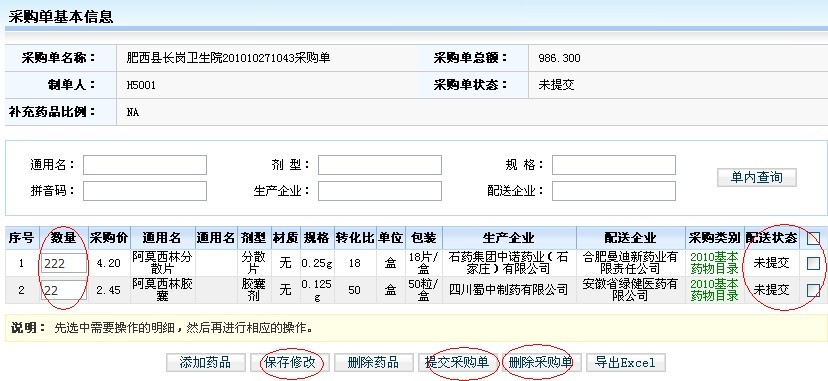 采购单基本信息
采购单名称： 肥西县长岗卫生院201010271043采购单 采购单总额： 986.300
制单人： H5001 采购单状态： 未提交
补充药品比例： NA
通用名： 剂 型： 规 格：
单内查询
拼音码： 生产企业： 配送企业：
序号 数量 采购价 通用名 通用名 剂型 材质 规格 转化比 单位 包装 生产企业 配送企业 采购类别 配送状态
1 222 4.20 阿莫西林分散片 分散片 无 0.25g 18 盒 18片/盒 石药集团中诺药业（石家庄）有限公司 合肥曼迪新药业有限责任公司 2010基本药物目录 未提交
2 22 2.45 阿莫西林胶囊 胶囊剂 无 0.125g 50 盒 50粒/盒 四川蜀中制药有限公司 安徽省绿健医药有限公司 2010基本药物目录 未提交
说明： 先选中需要操作的明细，然后再进行相应的操作。
添加药品 保存修改 删除药品 提交采购单 删除采购单 导出Excel